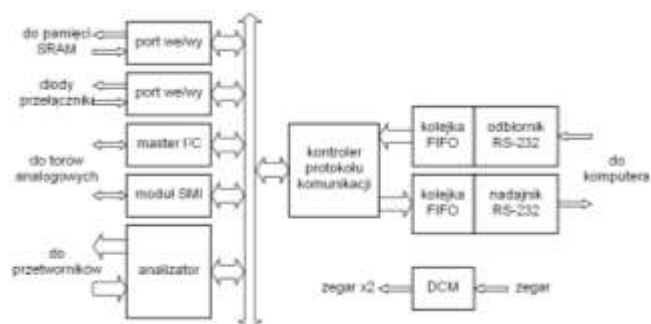 do pamięci
SRAM
port we/wy
diody
przełączniki
port we/wy
master I²C
do torów
analogowych
moduł SMI
do
przetworników
analizator
kontroler
protokołu
komunikacji
kolejka
FIFO
odbiornik
RS-232
kolejka
FIFO
nadajnik
RS-232
do
komputera
zegar x2
DCM
zegar